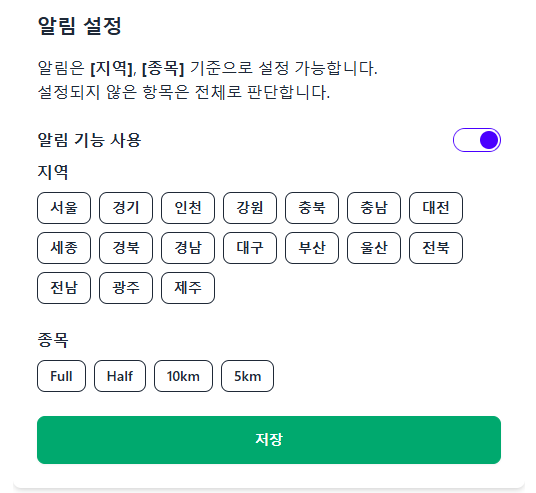 알림 설정
알림은 [지역], [종목] 기준으로 설정 가능합니다.
설정되지 않은 항목은 전체로 판단합니다.
알림 기능 사용
지역
서울 경기 인천 강원 충북 충남 대전
세종 경북 경남 대구 부산 울산 전북
전남 광주 제주
종목
Full Half 10km 5km
저장